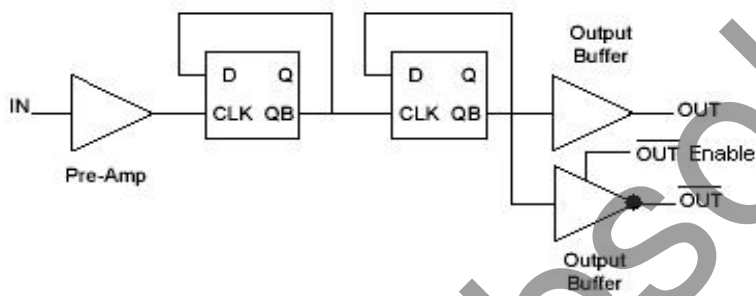 Output
Buffer
D Q
D Q
IN
CLK QB
CLK QB
OUT
Pre-Amp
OUT Enable
OUT
Output
Buffer